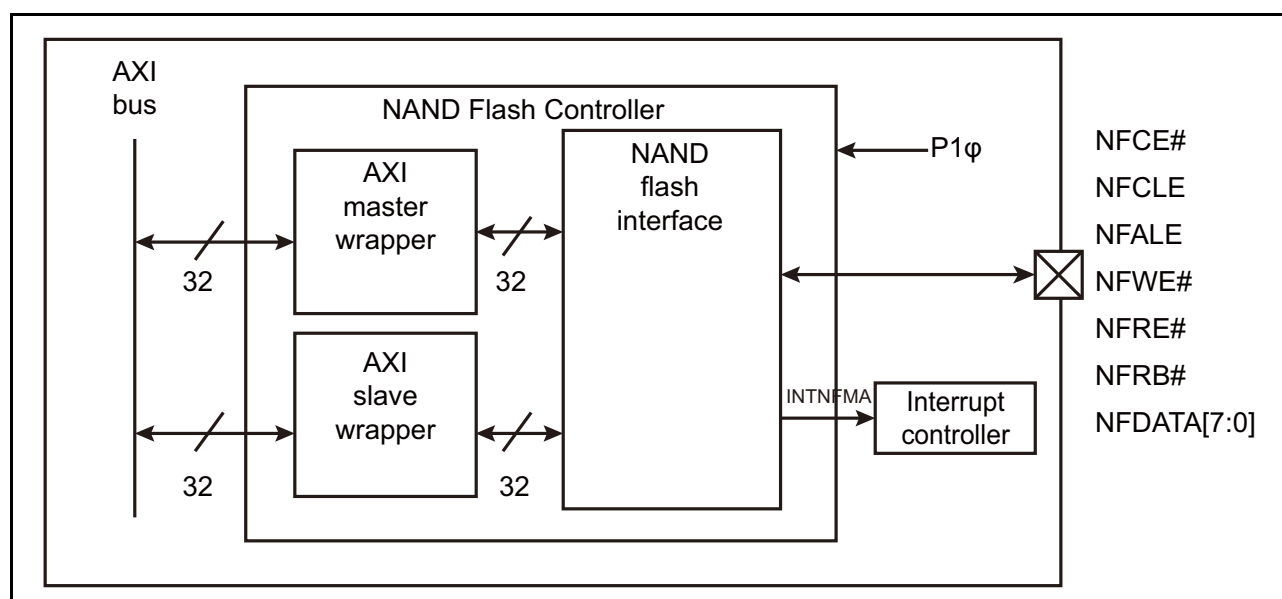 AXI
bus
NAND Flash Controller
AXI
master
wrapper
NAND
flash
interface
P1φ
32
32
AXI
slave
wrapper
32
32
INTNFMA
Interrupt
controller
NFCE#
NFCLE
NFALE
NFWE#
NFRE#
NFRB#
NFDATA[7:0]